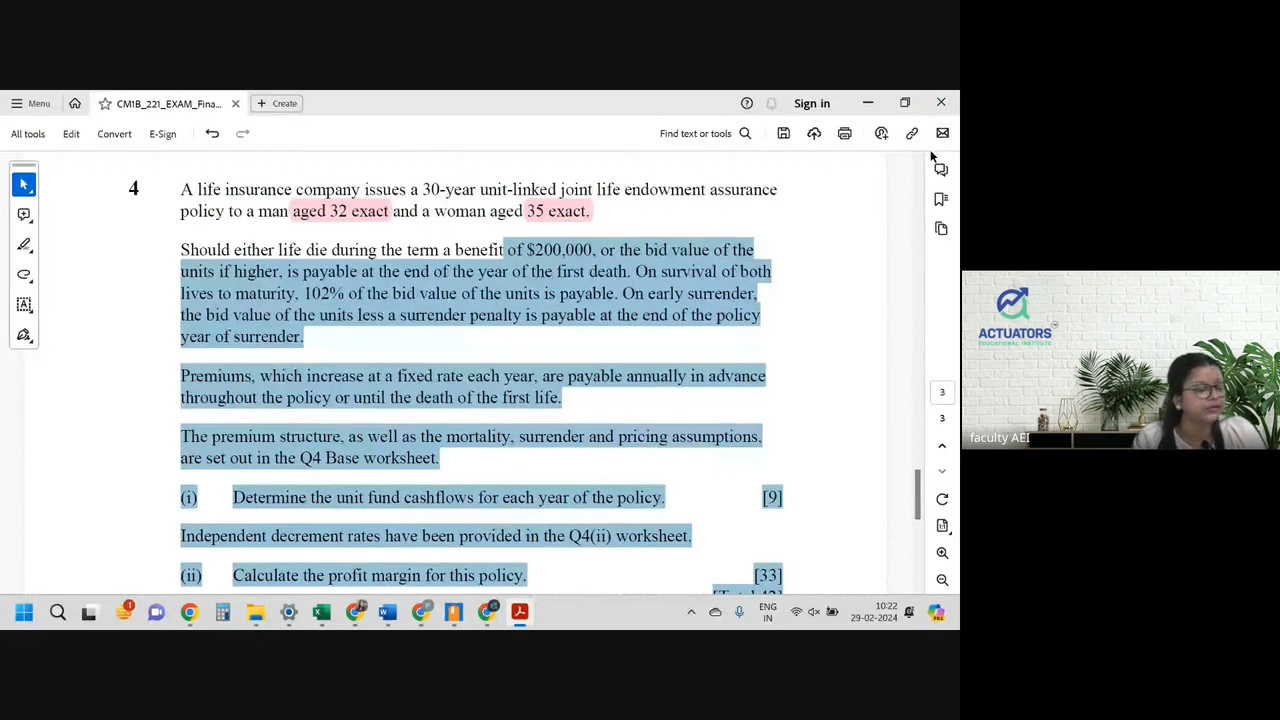 Menu
CM1B_221_EXAM_Fina...
Create
Sign in
All tools
Edit
Convert
E-Sign
Find text or tools
4
A life insurance company issues a 30-year unit-linked joint life endowment assurance
policy to a man aged 32 exact and a woman aged 35 exact.
Should either life die during the term a benefit of $200,000, or the bid value of the
units if higher, is payable at the end of the year of the first death. On survival of both
lives to maturity, 102% of the bid value of the units is payable. On early surrender,
the bid value of the units less a surrender penalty is payable at the end of the policy
year of surrender.
Premiums, which increase at a fixed rate each year, are payable annually in advance
throughout the policy or until the death of the first life.
The premium structure, as well as the mortality, surrender and pricing assumptions,
are set out in the Q4 Base worksheet.
(i) Determine the unit fund cashflows for each year of the policy. [9]
Independent decrement rates have been provided in the Q4(ii) worksheet.
(ii) Calculate the profit margin for this policy. [33]
[Total 42]
3
3
ENG
IN
10:22
29-02-2024
1
ACTUATORS
EDUCATIONAL INSTITUTE
faculty AEI